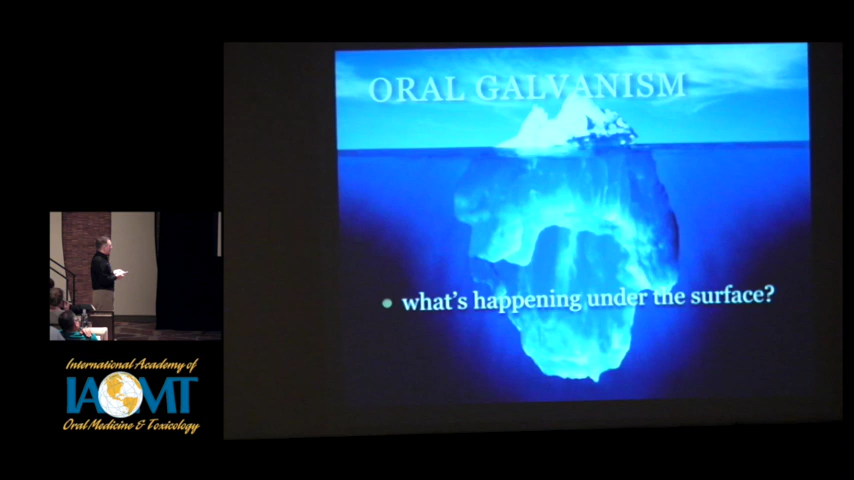 ORAL GALVANISM
what's happening under the surface?
International Academy of
IAOMT
Oral Medicine & Toxicology